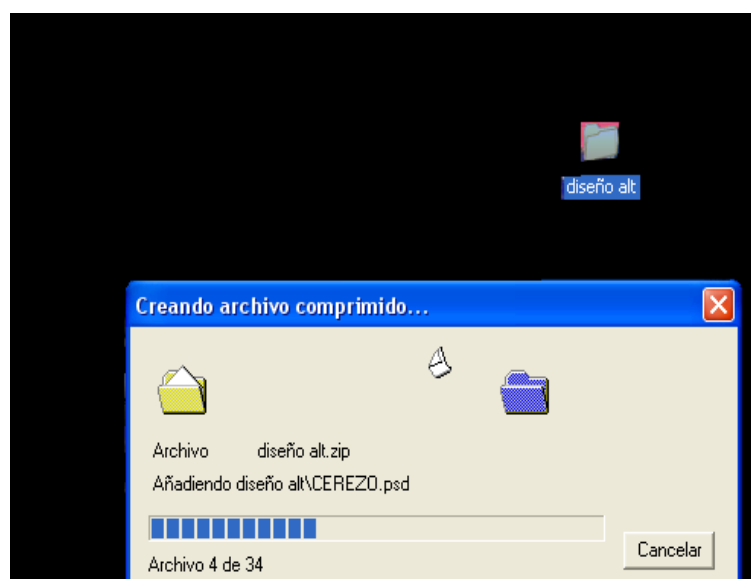 diseño alt
Creando archivo comprimido...
Archivo diseño alt.zip
Añadiendo diseño alt\CEREZO.psd
Archivo 4 de 34
Cancelar